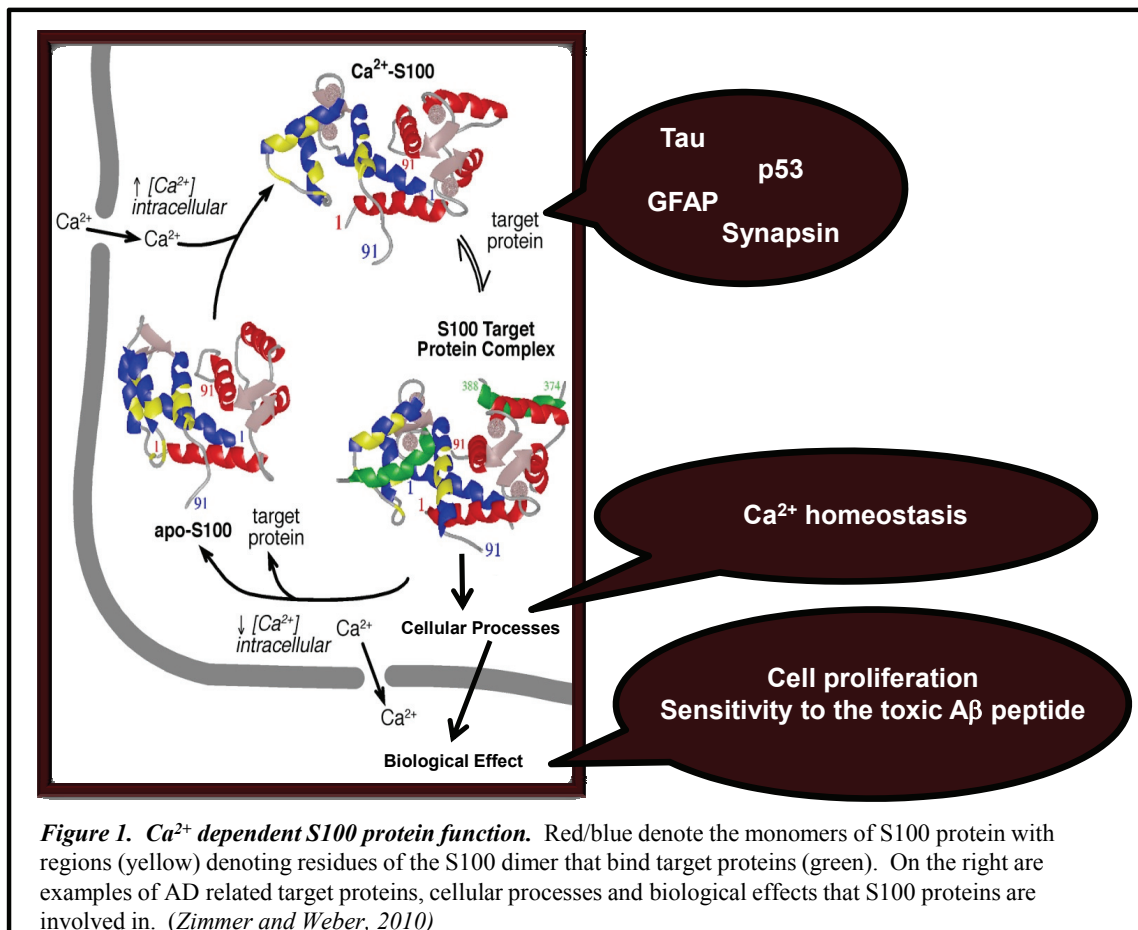 Ca²⁺-S100
91
1
1
91
↑ [Ca²⁺]
intracellular
Ca²⁺
Ca²⁺
target
protein
Tau
p53
GFAP
Synapsin
S100 Target
Protein Complex
388
374
91
1
1
91
91
1
1
91
apo-S100
target
protein
↓ [Ca²⁺]
intracellular
Ca²⁺
Ca²⁺
Cellular Processes
Biological Effect
Ca²⁺ homeostasis
Cell proliferation
Sensitivity to the toxic Aβ peptide
Figure 1. Ca²⁺ dependent S100 protein function. Red/blue denote the monomers of S100 protein with
regions (yellow) denoting residues of the S100 dimer that bind target proteins (green). On the right are
examples of AD related target proteins, cellular processes and biological effects that S100 proteins are
involved in. (Zimmer and Weber, 2010)